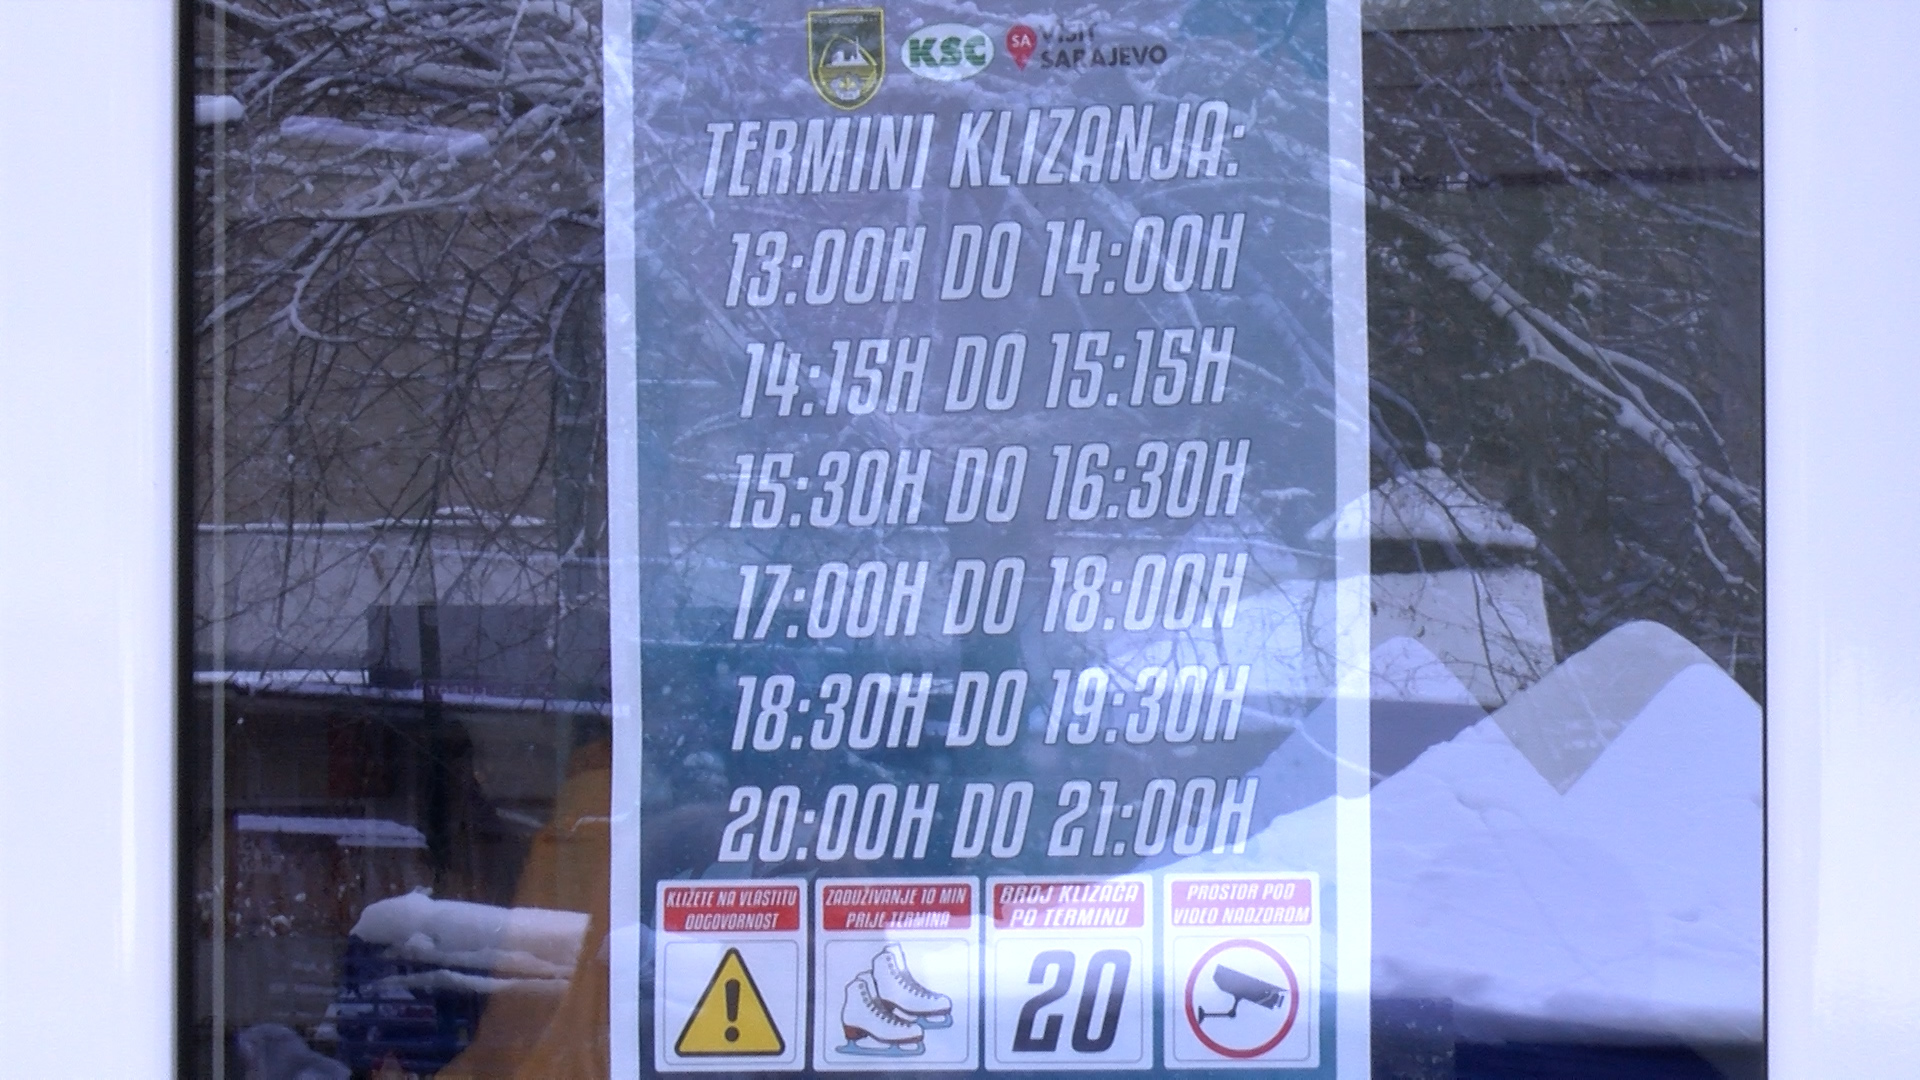 VOGOŠĆA
KSC
SA
VISIT
SARAJEVO
TERMINI KLIZANJA:
13:00H DO 14:00H
14:15H DO 15:15H
15:30H DO 16:30H
17:00H DO 18:00H
18:30H DO 19:30H
20:00H DO 21:00H
KLIŽETE NA VLASTITU
ODGOVORNOST
ZADUŽIVANJE 10 MIN
PRIJE TERMINA
BROJ KLIZAČA
PO TERMINU
20
PROSTOR POD
VIDEO NADZOROM